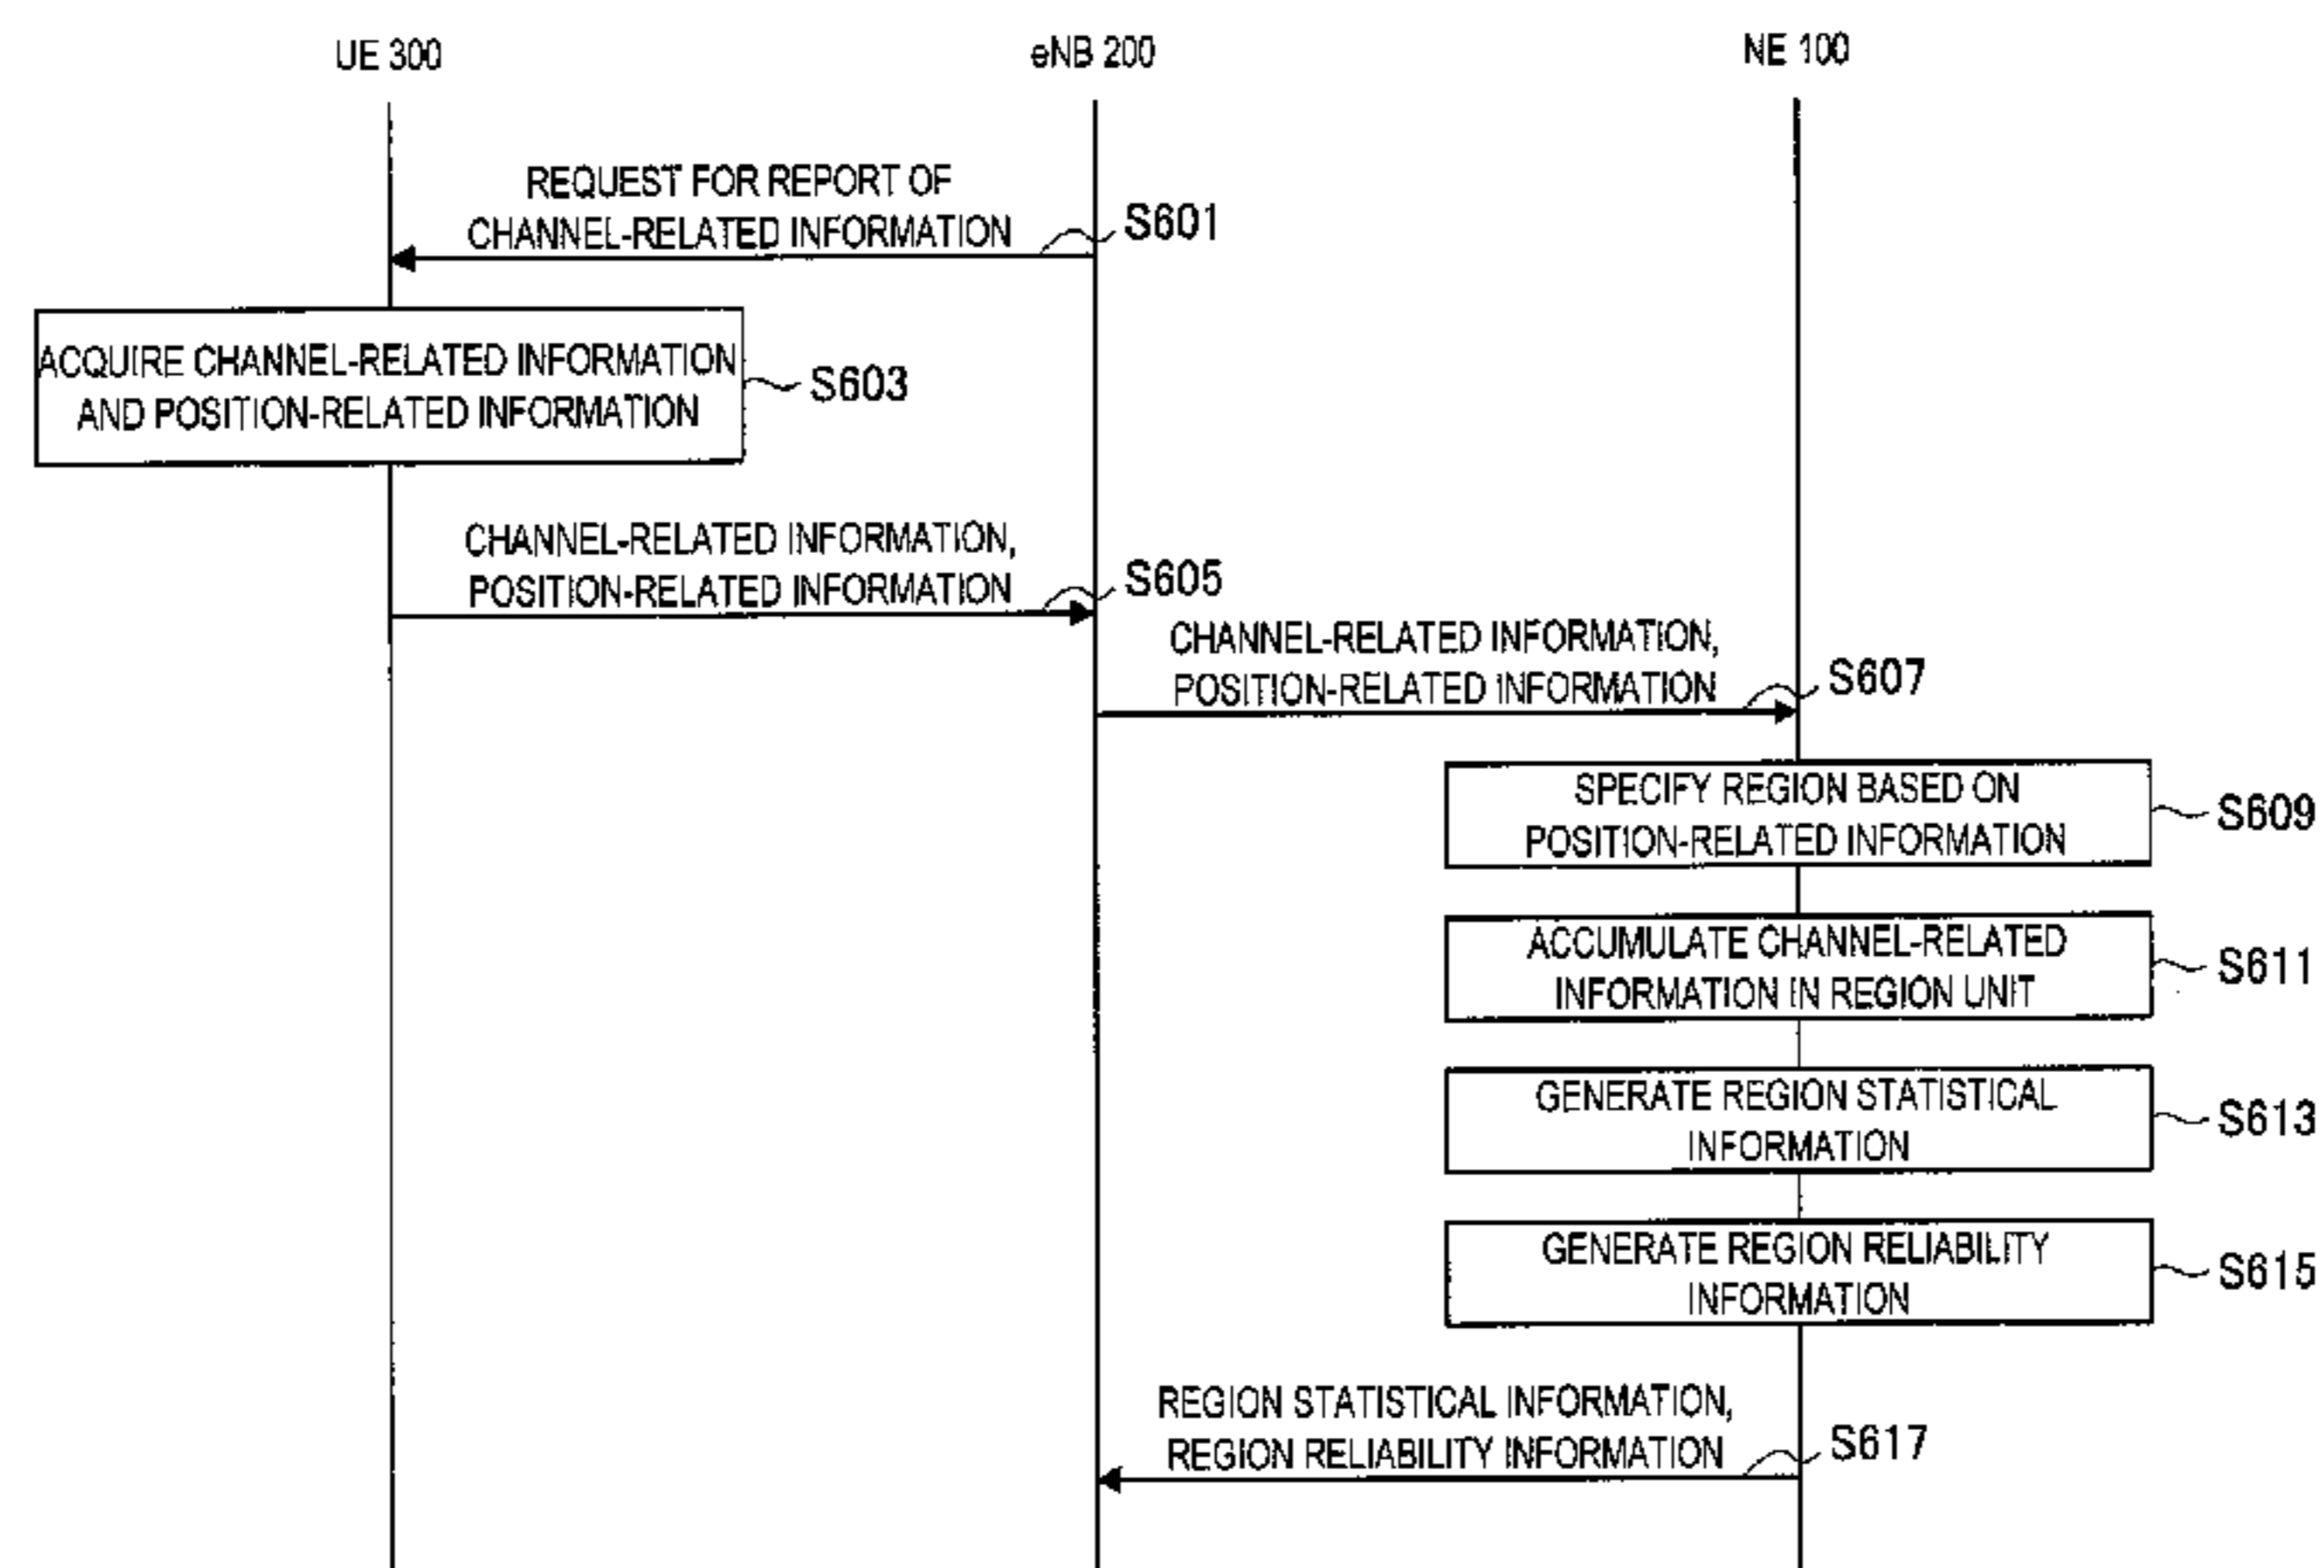 UE 300
eNB 200
NE 100
REQUEST FOR REPORT OF
CHANNEL-RELATED INFORMATION
S601
ACQUIRE CHANNEL-RELATED INFORMATION
AND POSITION-RELATED INFORMATION
S603
CHANNEL-RELATED INFORMATION,
POSITION-RELATED INFORMATION
S605
CHANNEL-RELATED INFORMATION,
POSITION-RELATED INFORMATION
S607
SPECIFY REGION BASED ON
POSITION-RELATED INFORMATION
S609
ACCUMULATE CHANNEL-RELATED
INFORMATION IN REGION UNIT
S611
GENERATE REGION STATISTICAL
INFORMATION
S613
GENERATE REGION RELIABILITY
INFORMATION
S615
REGION STATISTICAL INFORMATION,
REGION RELIABILITY INFORMATION
S617